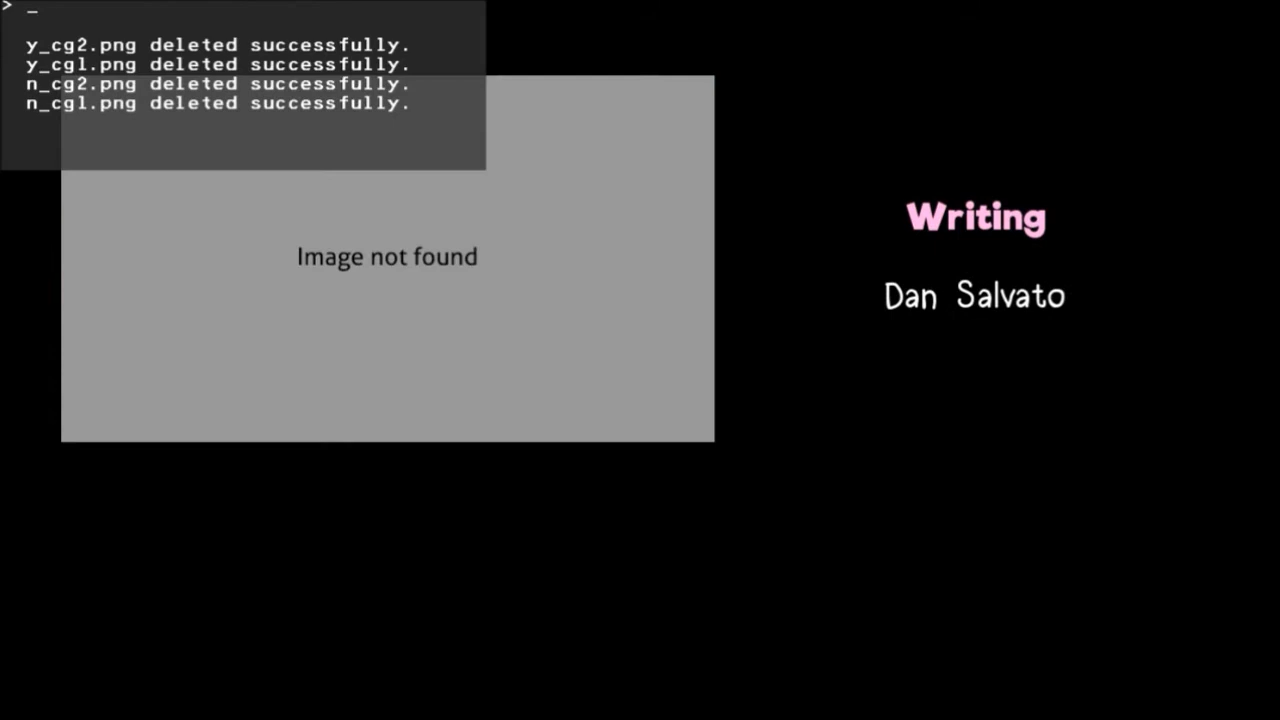 > _
y_cg2.png deleted successfully.
y_cg1.png deleted successfully.
n_cg2.png deleted successfully.
n_cg1.png deleted successfully.
Image not found
Writing
Dan Salvato